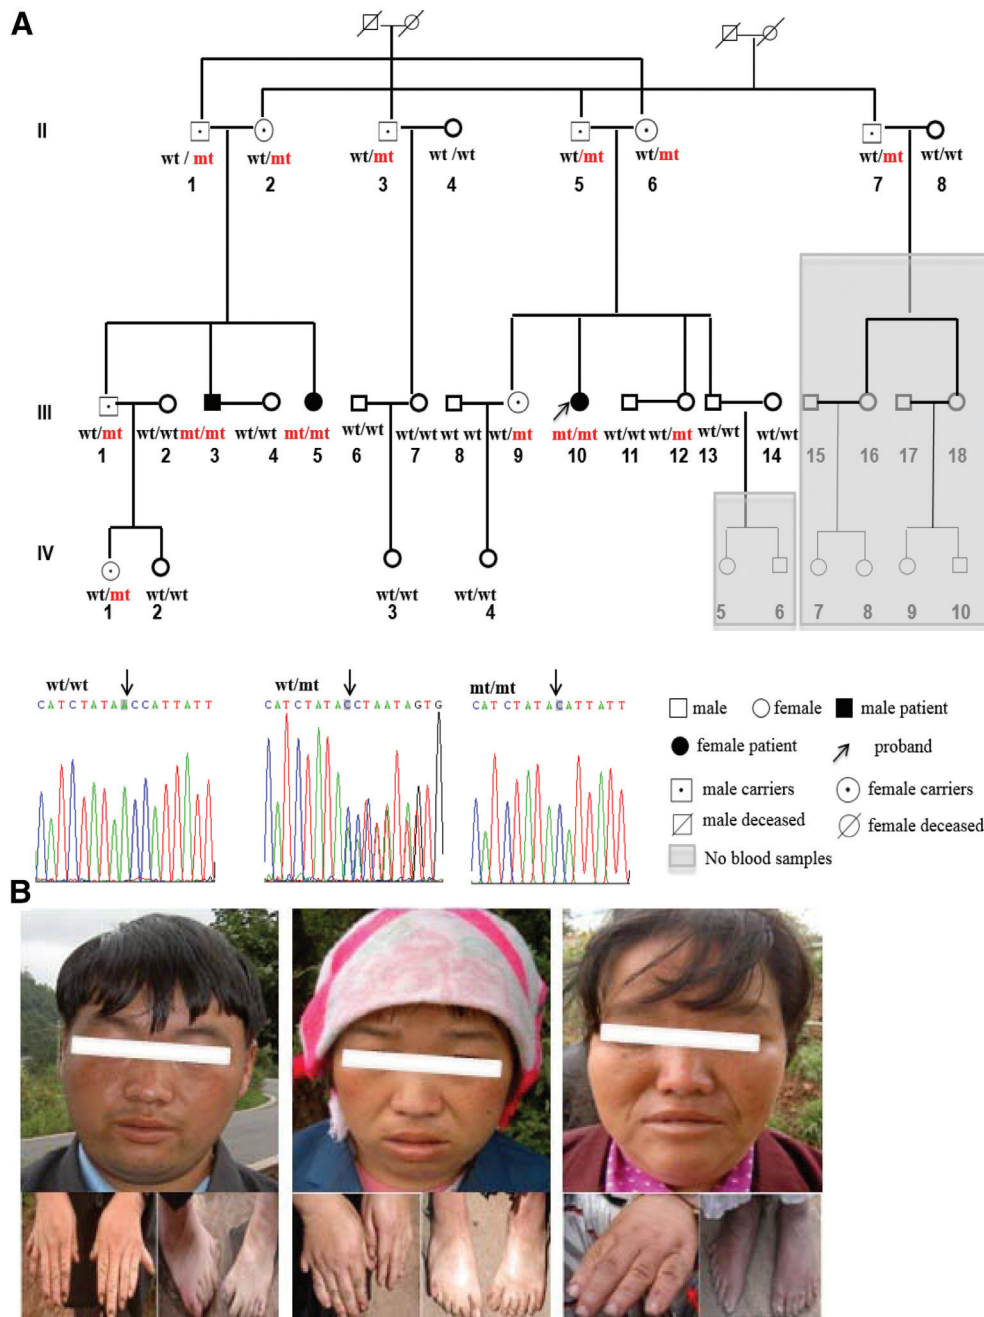 A
II
wt / mt
wt/mt
wt/mt
wt /wt
wt/mt
wt/mt
wt/mt
wt/wt
1
2
3
4
5
6
7
8
III
wt/mt
wt/wt
mt/mt
wt/wt
mt/mt
wt/wt
wt/wt
wt wt
wt/mt
mt/mt
wt/wt
wt/mt
wt/wt
wt/wt
1
2
3
4
5
6
7
8
9
10
11
12
13
14
15
16
17
18
IV
wt/mt
wt/wt
wt/wt
wt/wt
1
2
3
4
5
6
7
8
9
10
wt/wt
wt/mt
mt/mt
CATCTATAACCATTATT
CATCTATACCTAATAGTG
CATCTATACATTATT
male
female
male patient
female patient
proband
male carriers
female carriers
male deceased
female deceased
No blood samples
B